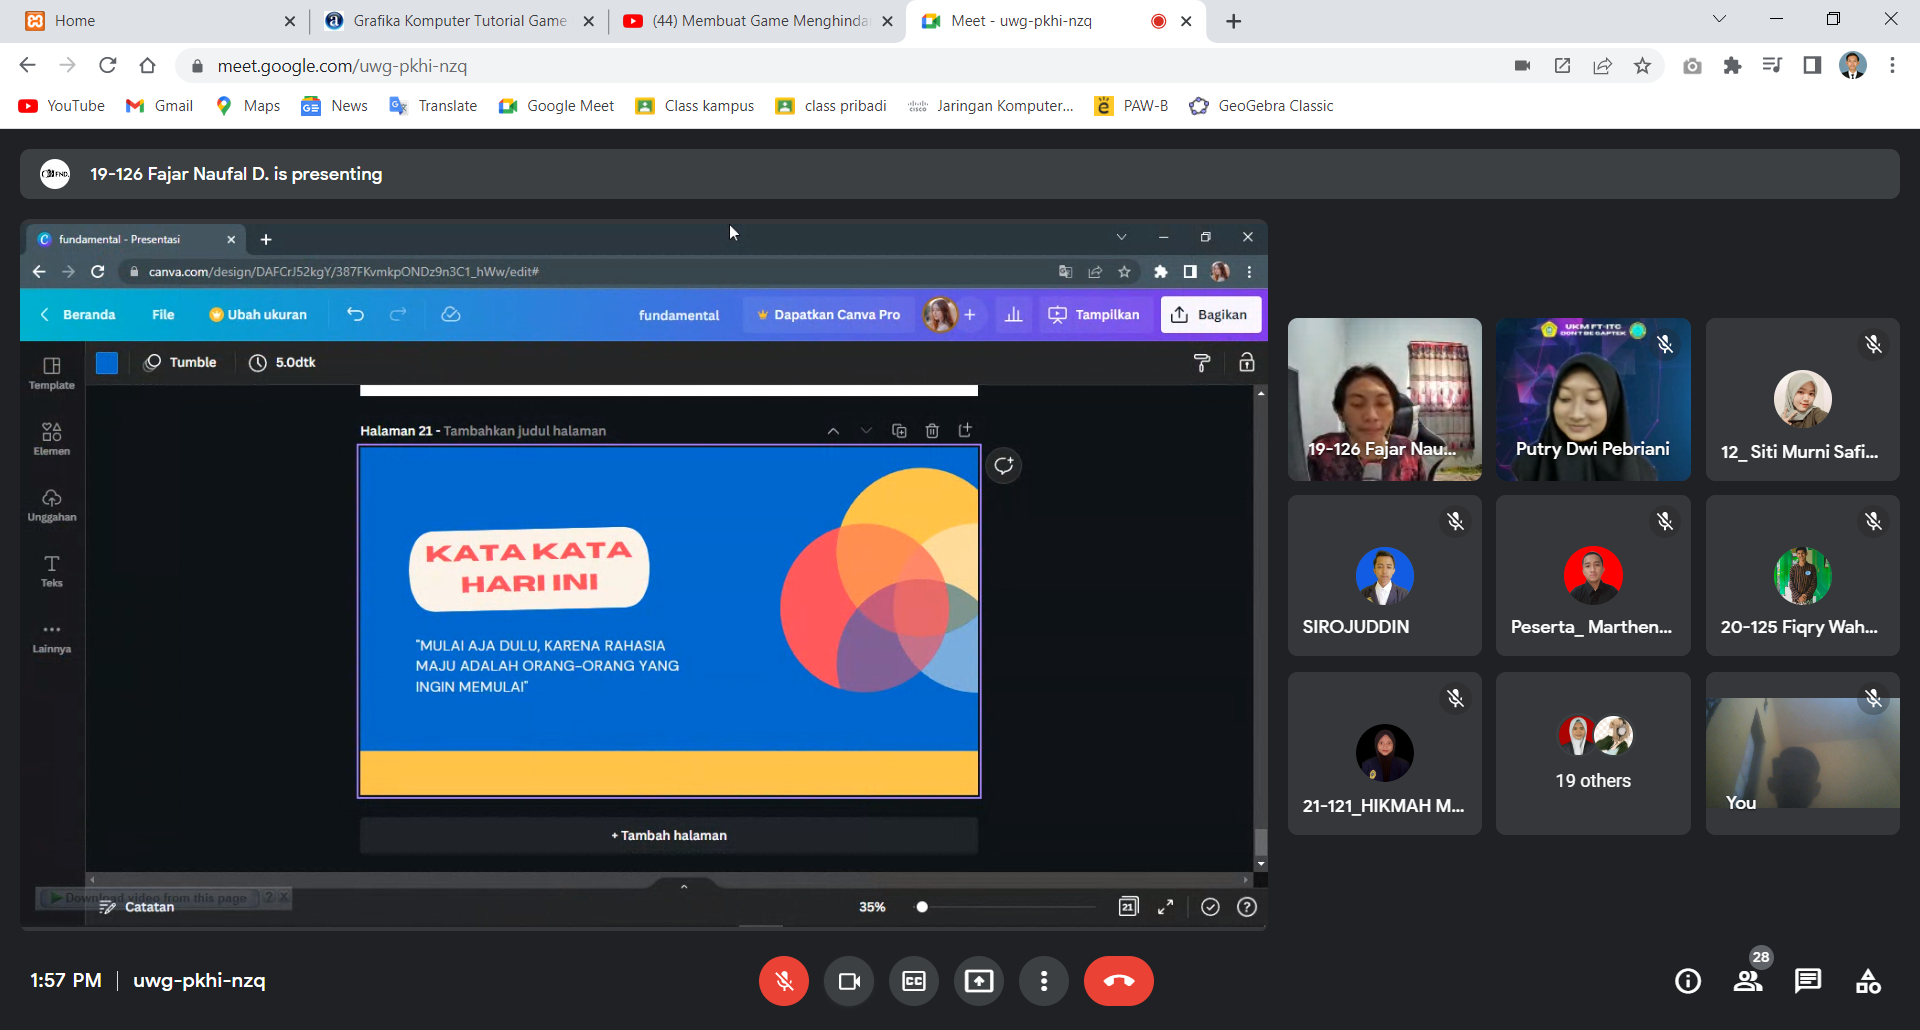 Home
Grafika Komputer Tutorial Game
(44) Membuat Game Menghinda
Meet - uwg-pkhi-nzq
meet.google.com/uwg-pkhi-nzq
YouTube
Gmail
Maps
News
Translate
Google Meet
Class kampus
class pribadi
Jaringan Komputer...
PAW-B
GeoGebra Classic
19-126 Fajar Naufal D. is presenting
fundamental - Presentasi
canva.com/design/DAFCrJ52kgY/387FKvmkpONDz9n3C1_hWw/edit#
Beranda
File
Ubah ukuran
fundamental
Dapatkan Canva Pro
Tampilkan
Bagikan
Template
Tumble
5.0dtk
Elemen
Unggahan
Teks
Lainnya
Halaman 21 - Tambahkan judul halaman
KATA KATA
HARI INI
"MULAI AJA DULU, KARENA RAHASIA
MAJU ADALAH ORANG-ORANG YANG
INGIN MEMULAI"
+ Tambah halaman
Download video from this page
Catatan
35%
21
19-126 Fajar Nau...
UKM FT-ITC
DON'T BE GAPTEK
Putry Dwi Pebriani
12_ Siti Murni Safi...
SIROJUDDIN
Peserta_ Marthen...
20-125 Fiqry Wah...
21-121_HIKMAH M...
19 others
You
1:57 PM
uwg-pkhi-nzq
28